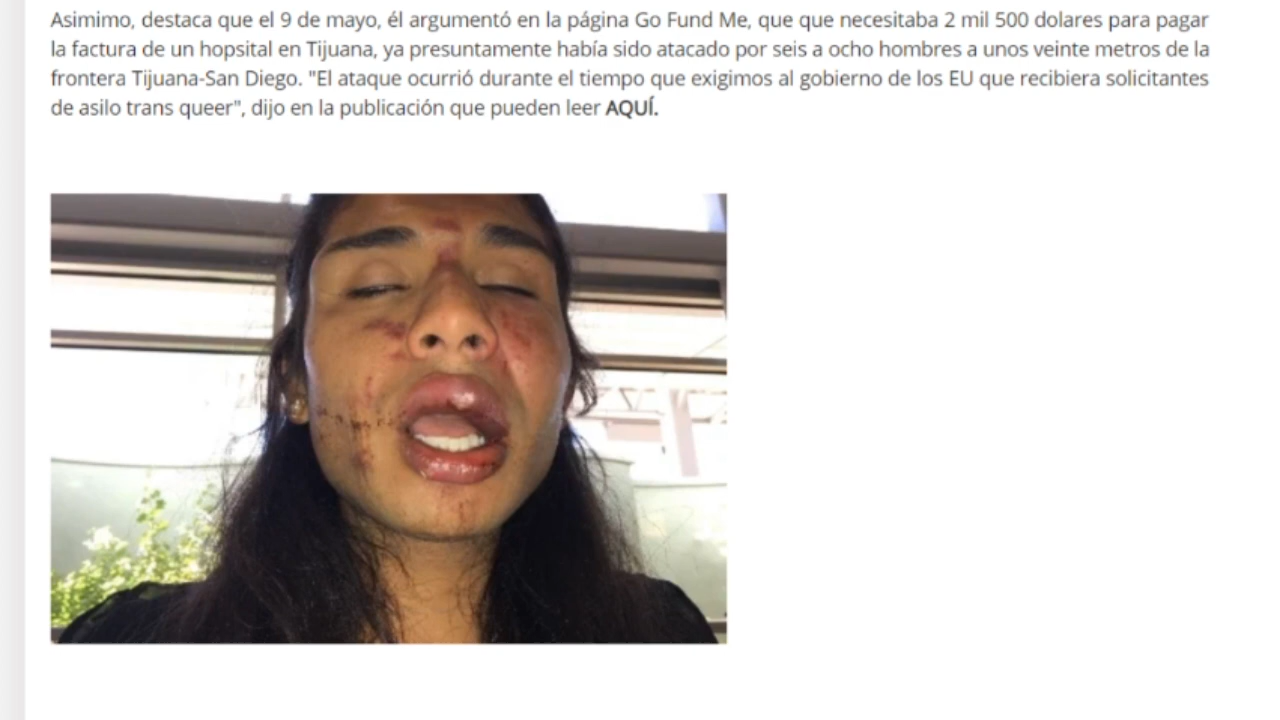 Asimimo, destaca que el 9 de mayo, él argumentó en la página Go Fund Me, que que necesitaba 2 mil 500 dolares para pagar
la factura de un hopsital en Tijuana, ya presuntamente había sido atacado por seis a ocho hombres a unos veinte metros de la
frontera Tijuana-San Diego. "El ataque ocurrió durante el tiempo que exigimos al gobierno de los EU que recibiera solicitantes
de asilo trans queer", dijo en la publicación que pueden leer AQUÍ.